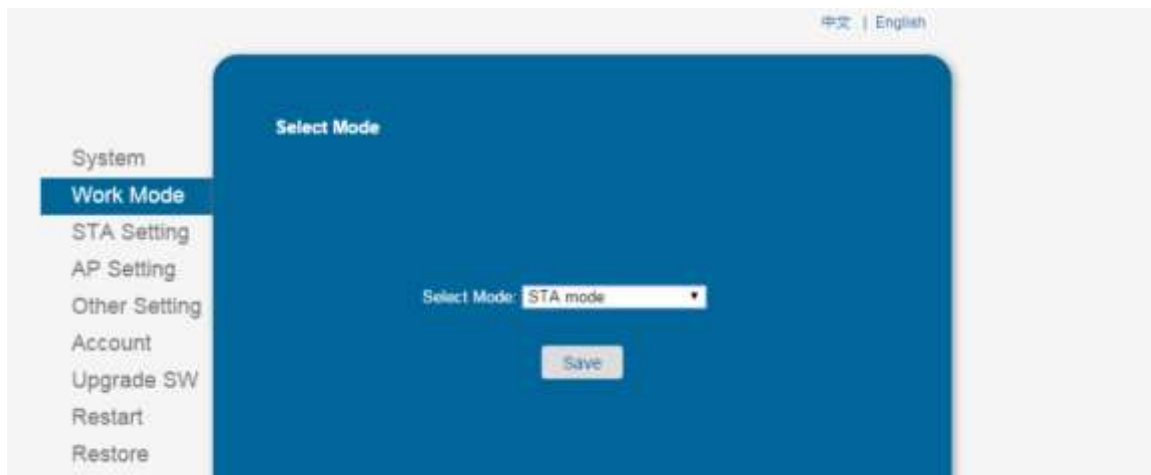 中文 | English
Select Mode
System
Work Mode
STA Setting
AP Setting
Other Setting
Account
Upgrade SW
Restart
Restore
Select Mode: STA mode
Save